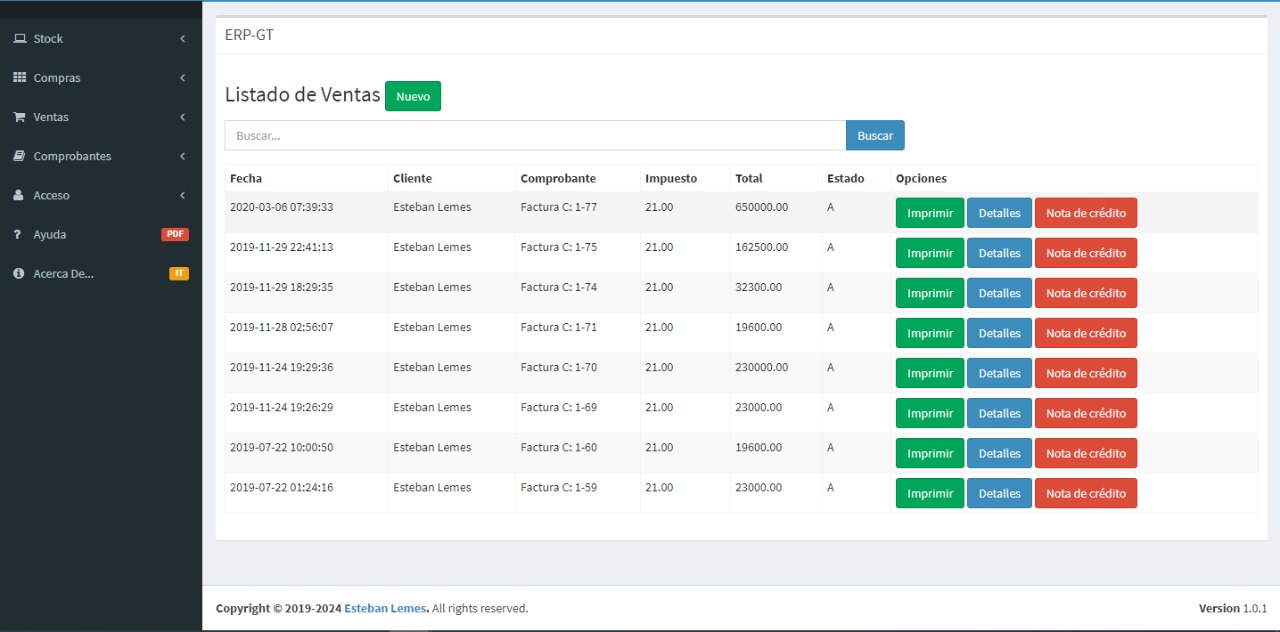 Stock
Compras
Ventas
Comprobantes
Acceso
Ayuda PDF
Acerca De... IT
ERP-GT
Listado de Ventas Nuevo
Buscar... Buscar
Fecha Cliente Comprobante Impuesto Total Estado Opciones
2020-03-06 07:39:33 Esteban Lemes Factura C: 1-77 21.00 650000.00 A Imprimir Detalles Nota de crédito
2019-11-29 22:41:13 Esteban Lemes Factura C: 1-75 21.00 162500.00 A Imprimir Detalles Nota de crédito
2019-11-29 18:29:35 Esteban Lemes Factura C: 1-74 21.00 32300.00 A Imprimir Detalles Nota de crédito
2019-11-28 02:56:07 Esteban Lemes Factura C: 1-71 21.00 19600.00 A Imprimir Detalles Nota de crédito
2019-11-24 19:29:36 Esteban Lemes Factura C: 1-70 21.00 230000.00 A Imprimir Detalles Nota de crédito
2019-11-24 19:26:29 Esteban Lemes Factura C: 1-69 21.00 23000.00 A Imprimir Detalles Nota de crédito
2019-07-22 10:00:50 Esteban Lemes Factura C: 1-60 21.00 19600.00 A Imprimir Detalles Nota de crédito
2019-07-22 01:24:16 Esteban Lemes Factura C: 1-59 21.00 23000.00 A Imprimir Detalles Nota de crédito
Copyright © 2019-2024 Esteban Lemes. All rights reserved. Version 1.0.1